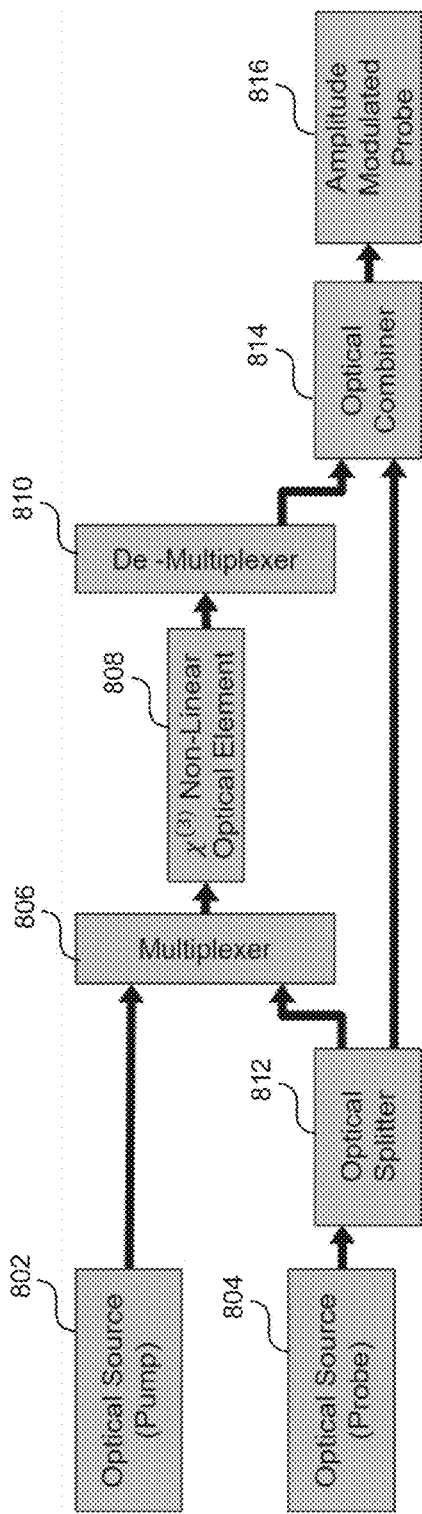 802
Optical Source
(Pump)
804
Optical Source
(Probe)
812
Optical
Splitter
806
Multiplexer
808
χ(3) Non-Linear
Optical Element
810
De -Multiplexer
814
Optical
Combiner
816
Amplitude
Modulated
Probe